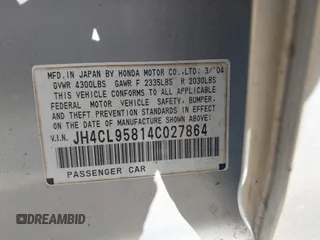 MFD.IN JAPAN BY HONDA MOTOR CO.,LTD. 3/'04
GVWR 4300LBS GAWR F 2335LBS R 2030LBS
THIS VEHICLE CONFORMS TO ALL APPLICABLE
FEDERAL MOTOR VEHICLE SAFETY, BUMPER,
AND THEFT PREVENTION STANDARDS IN EFFECT
ON THE DATE OF MANUFACTURE SHOWN ABOVE.
V.I.N. JH4CL95814C027864
PASSENGER CAR
DREAMBID